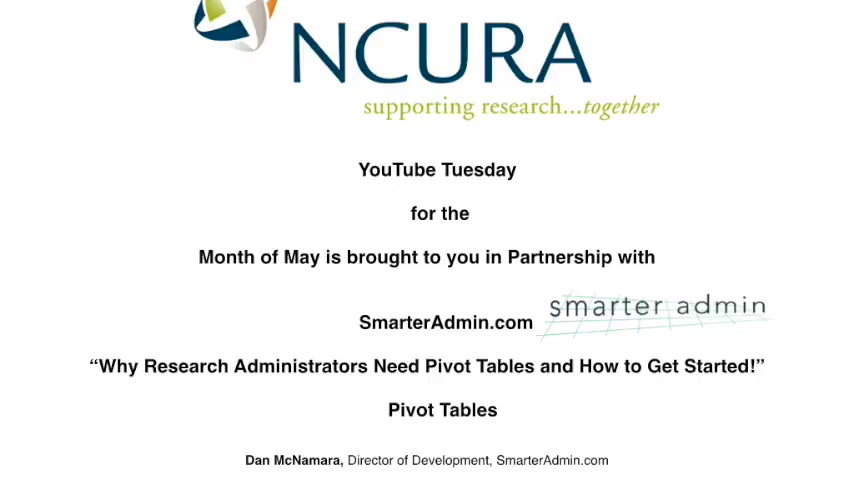 NCURA
supporting research...together
YouTube Tuesday
for the
Month of May is brought to you in Partnership with
smarter admin
SmarterAdmin.com
“Why Research Administrators Need Pivot Tables and How to Get Started!”
Pivot Tables
Dan McNamara, Director of Development, SmarterAdmin.com